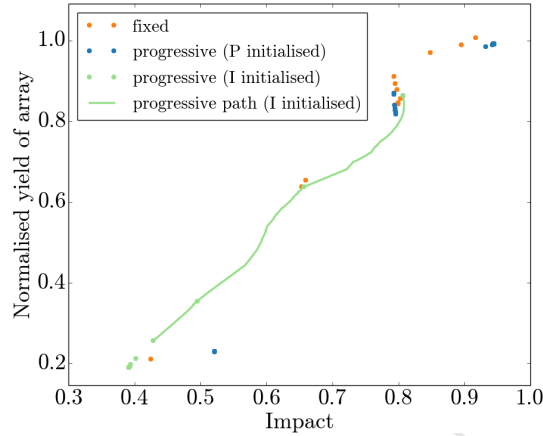 fixed
progressive (P initialised)
progressive (I initialised)
progressive path (I initialised)
Normalised yield of array
1.0
0.8
0.6
0.4
0.2
0.3 0.4 0.5 0.6 0.7 0.8 0.9 1.0
Impact